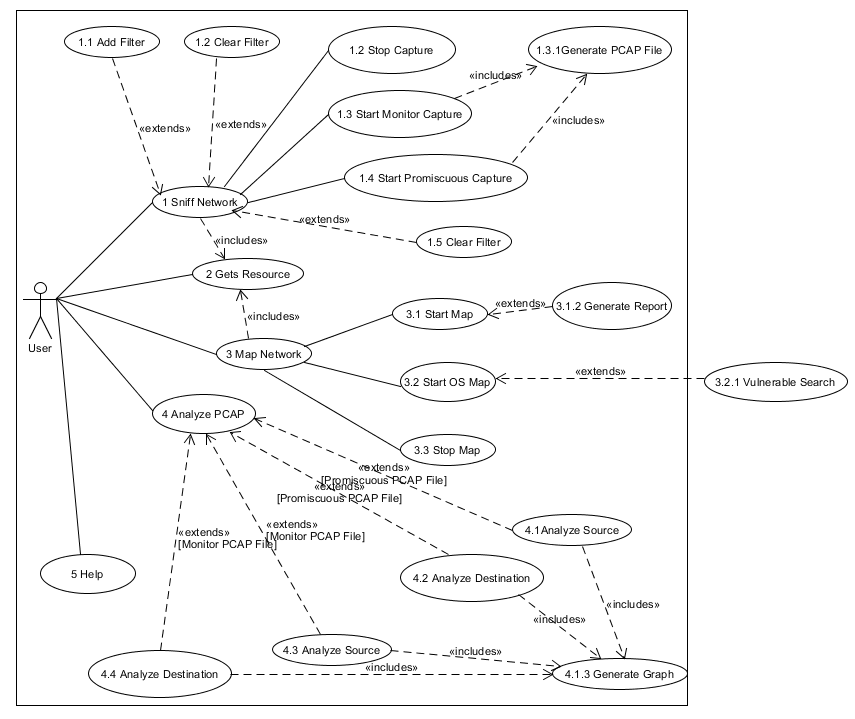 1.1 Add Filter
1.2 Clear Filter
1.2 Stop Capture
1.3.1Generate PCAP File
«includes»
1.3 Start Monitor Capture
«extends»
«extends»
«includes»
1.4 Start Promiscuous Capture
1 Sniff Network
«extends»
«includes»
1.5 Clear Filter
2 Gets Resource
User
«includes»
3.1 Start Map
«extends»
3.1.2 Generate Report
3 Map Network
3.2 Start OS Map
«extends»
3.2.1 Vulnerable Search
4 Analyze PCAP
3.3 Stop Map
«extends»
[Promiscuous PCAP File]
«extends»
[Promiscuous PCAP File]
«extends»
[Monitor PCAP File]
«extends»
[Monitor PCAP File]
4.1Analyze Source
5 Help
4.2 Analyze Destination
«includes»
«includes»
4.3 Analyze Source
«includes»
«includes»
4.4 Analyze Destination
4.1.3 Generate Graph